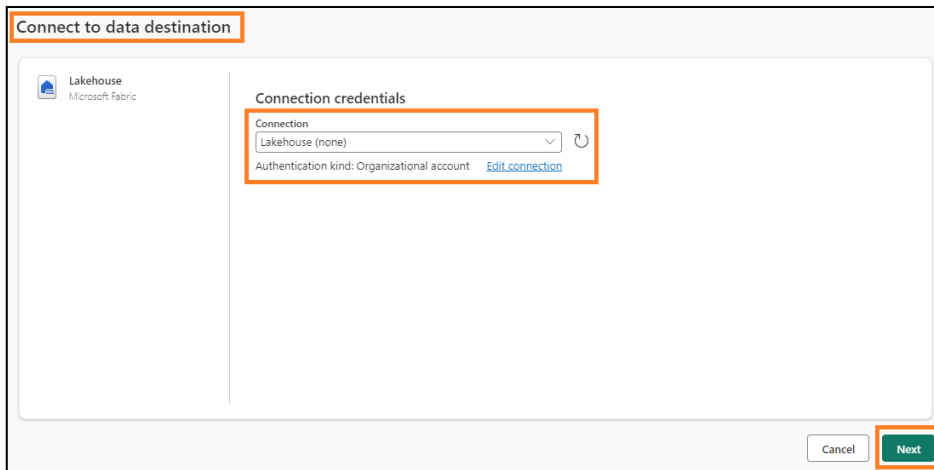 Connect to data destination
Lakehouse
Microsoft Fabric
Connection credentials
Connection
Lakehouse (none)
Authentication kind: Organizational account Edit connection
Cancel Next